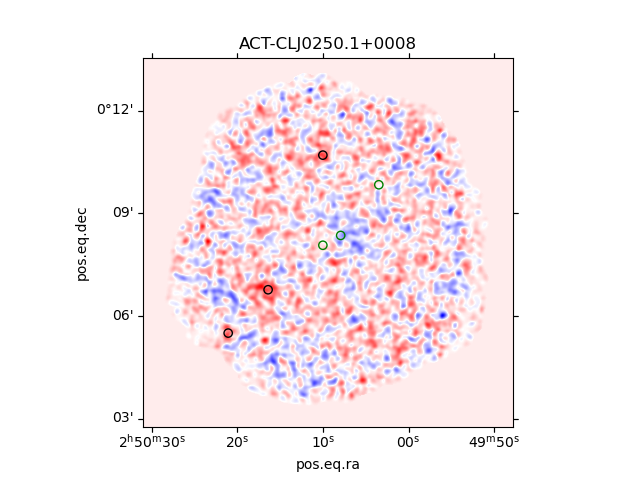 ACT-CLJ0250.1+0008
0°12'
09'
06'
03'
2ʰ50ᵐ30ˢ 20ˢ 10ˢ 00ˢ 49ᵐ50ˢ
pos.eq.ra
pos.eq.dec